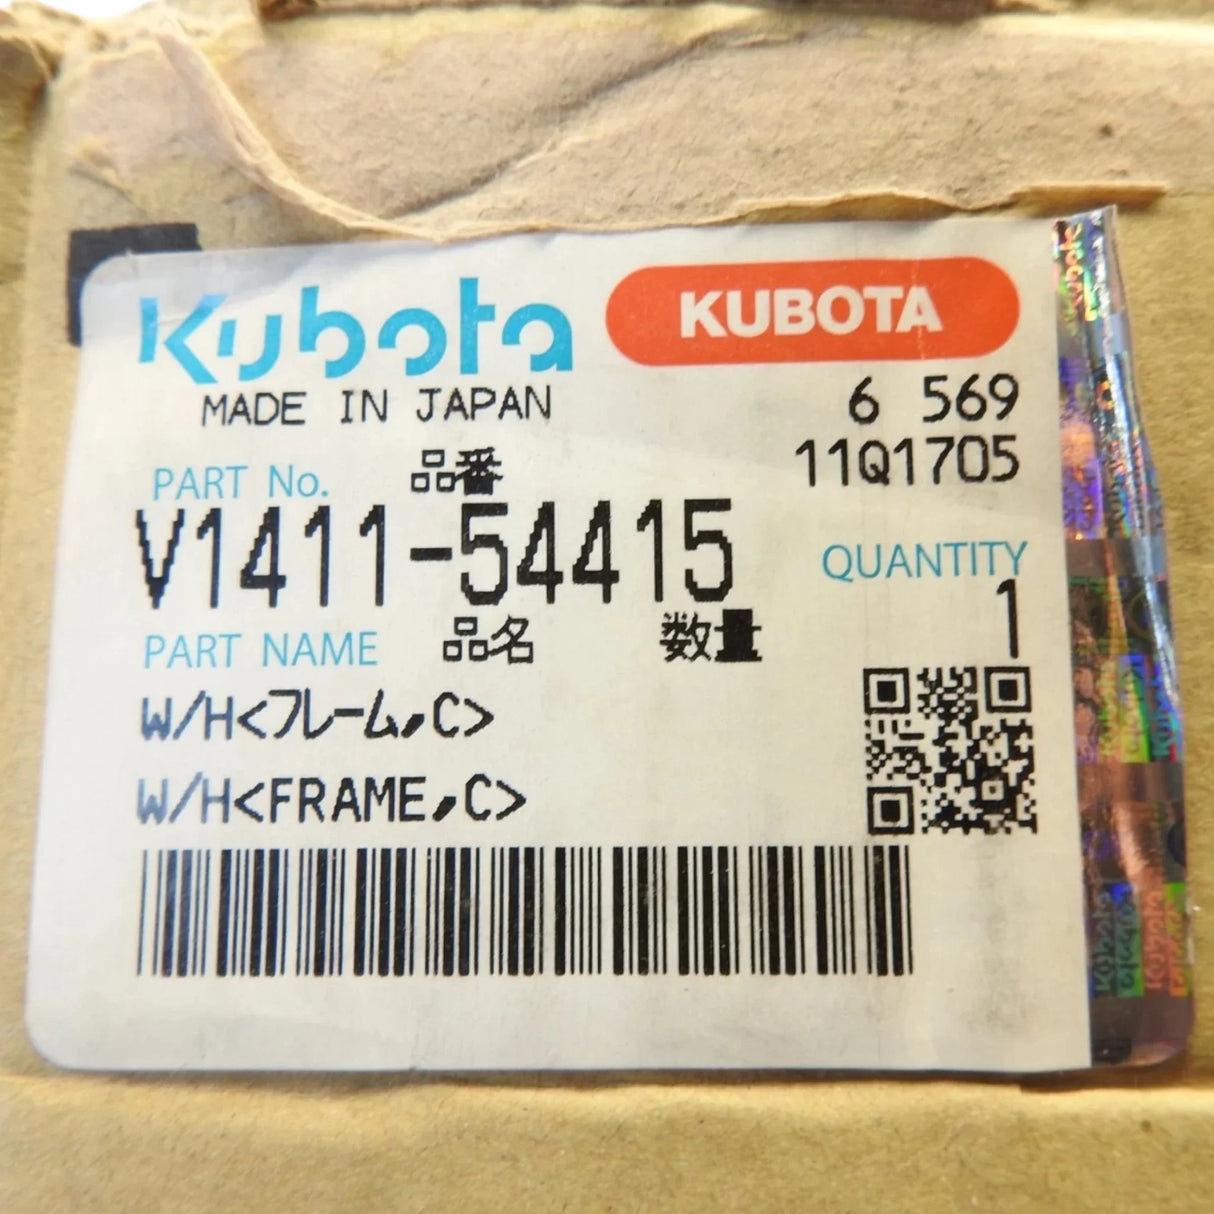 Kubota KUBOTA
MADE IN JAPAN 6 569
11Q1705
PART No. 品番
V1411-54415
QUANTITY
1
PART NAME 品名 数量
W/H<フレーム,C>
W/H<FRAME,C>
Kubota